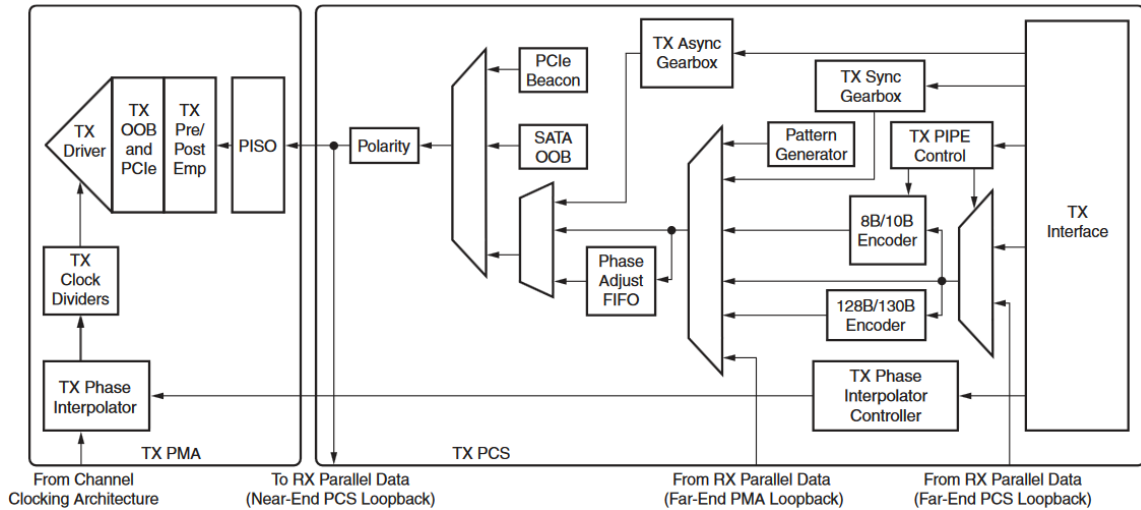 TX
Driver
TX
OOB
and
PCIe
TX
Pre/
Post
Emp
PISO
TX
Clock
Dividers
TX Phase
Interpolator
TX PMA
Polarity
PCIe
Beacon
SATA
OOB
TX Async
Gearbox
TX Sync
Gearbox
Pattern
Generator
TX PIPE
Control
8B/10B
Encoder
Phase
Adjust
FIFO
128B/130B
Encoder
TX Phase
Interpolator
Controller
TX
Interface
TX PCS
From Channel
Clocking Architecture
To RX Parallel Data
(Near-End PCS Loopback)
From RX Parallel Data
(Far-End PMA Loopback)
From RX Parallel Data
(Far-End PCS Loopback)